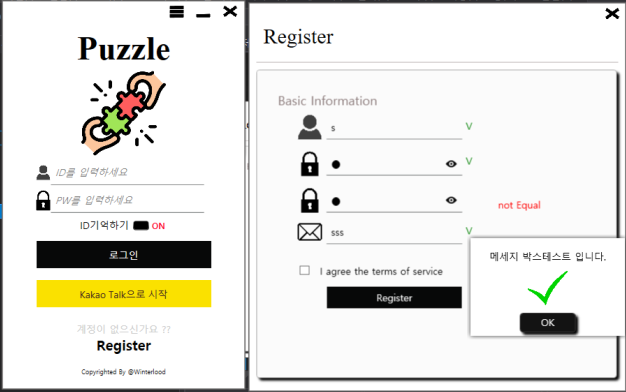 Puzzle
ID를 입력하세요
PW를 입력하세요
ID기억하기 ON
로그인
Kakao Talk으로 시작
계정이 없으신가요 ??
Register
Copyrighted By @Winterlood
Register
Basic Information
s V
V
not Equal
sss V
I agree the terms of service
Register
메세지 박스테스트 입니다.
OK